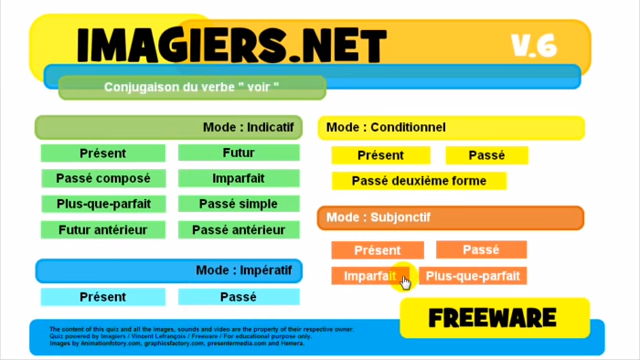 IMAGIERS.NET
V.6
Conjugaison du verbe " voir "
Mode : Indicatif
Présent
Futur
Passé composé
Imparfait
Plus-que-parfait
Passé simple
Futur antérieur
Passé antérieur
Mode : Impératif
Présent
Passé
Mode : Conditionnel
Présent
Passé
Passé deuxième forme
Mode : Subjonctif
Présent
Passé
Imparfait
Plus-que-parfait
FREEWARE
The content of this quiz and all the images, sounds and video are the property of their respective owner.
Quiz powered by Imagiers / Vincent Lefrançois / Freeware / For educational purpose only.
Images by animationfactory.com, graphicsfactory.com, presentermedia.com and Hemera.